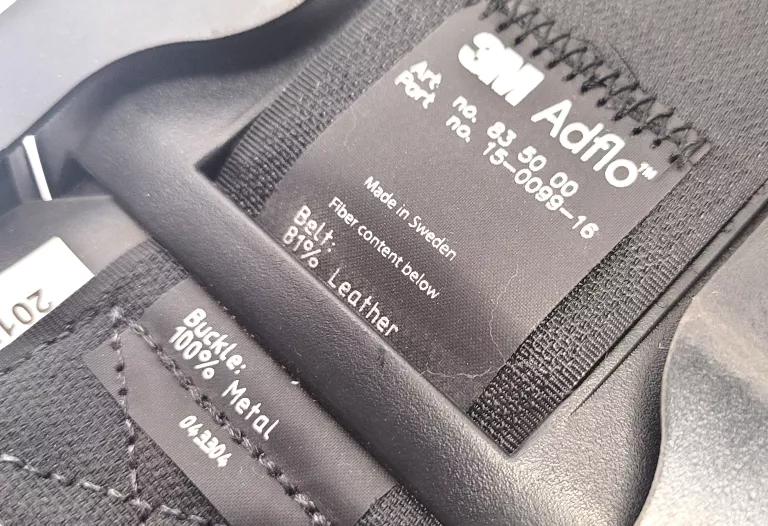 3M Adflo™
Art no. 83 50 00
Part no. 15-0099-16
Made in Sweden
Fiber content below
Belt:
81% Leather
Buckle:
100% Metal
043304
201